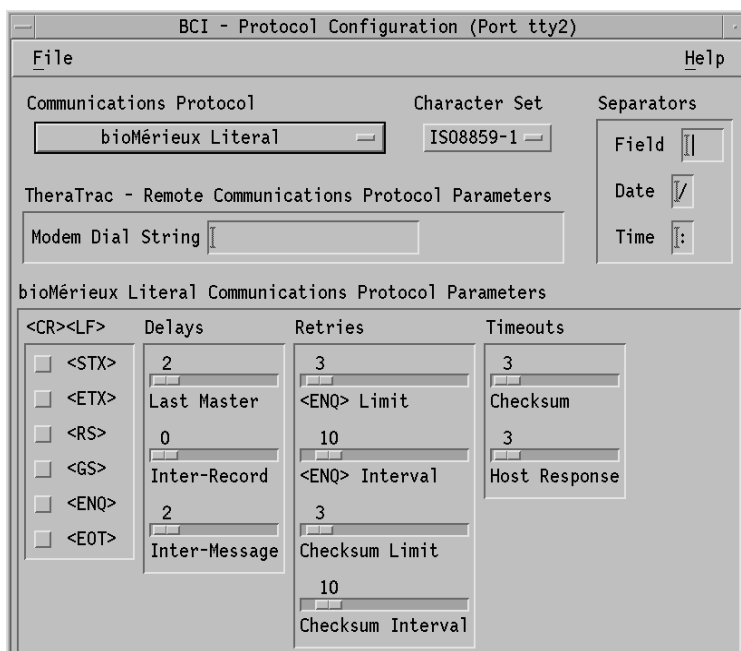 BCI - Protocol Configuration (Port tty2)
File Help
Communications Protocol Character Set Separators
bioMérieux Literal ISO8859-1 Field |
TheraTrac - Remote Communications Protocol Parameters Date /
Modem Dial String Time :
bioMérieux Literal Communications Protocol Parameters
<CR><LF> Delays Retries Timeouts
<STX> 2 3 3
<ETX> Last Master <ENQ> Limit Checksum
<RS> 0 10 3
<GS> Inter-Record <ENQ> Interval Host Response
<ENQ> 2 3
<EOT> Inter-Message Checksum Limit
10
Checksum Interval